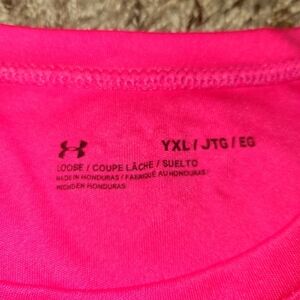 YXL / JTG / EG
LOOSE / COUPE LÂCHE / SUELTO
MADE IN HONDURAS / FABRIQUÉ AU HONDURAS
HECHO EN HONDURAS